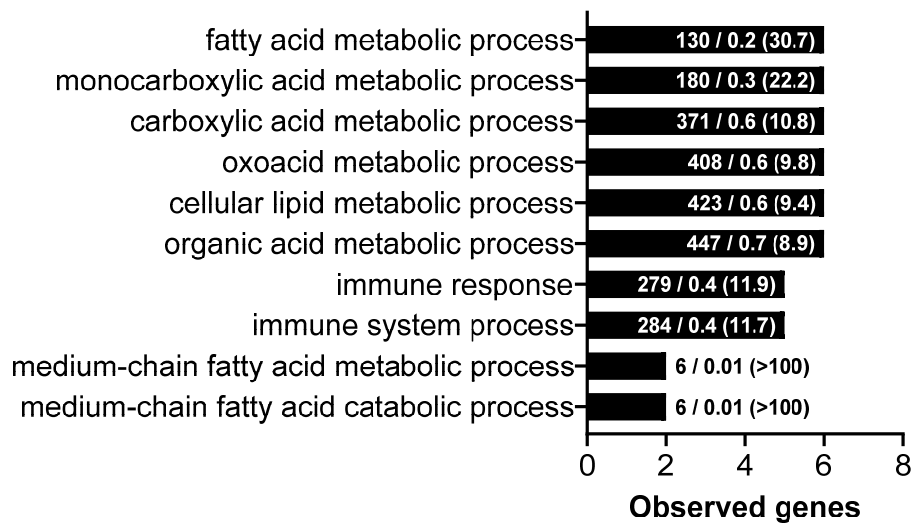 fatty acid metabolic process 130 / 0.2 (30.7)
monocarboxylic acid metabolic process 180 / 0.3 (22.2)
carboxylic acid metabolic process 371 / 0.6 (10.8)
oxoacid metabolic process 408 / 0.6 (9.8)
cellular lipid metabolic process 423 / 0.6 (9.4)
organic acid metabolic process 447 / 0.7 (8.9)
immune response 279 / 0.4 (11.9)
immune system process 284 / 0.4 (11.7)
medium-chain fatty acid metabolic process 6 / 0.01 (>100)
medium-chain fatty acid catabolic process 6 / 0.01 (>100)
0 2 4 6 8
Observed genes